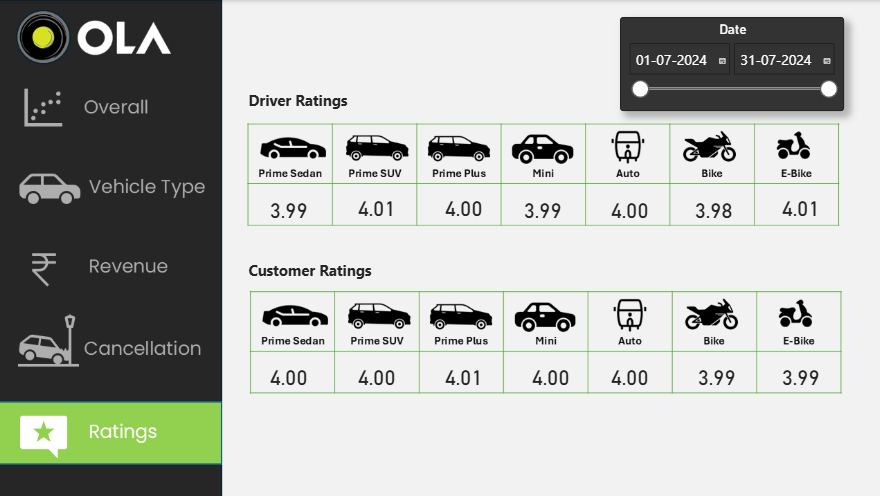 OLA
Date
01-07-2024 31-07-2024
Overall
Driver Ratings
Prime Sedan Prime SUV Prime Plus Mini Auto Bike E-Bike
Vehicle Type
3.99 4.01 4.00 3.99 4.00 3.98 4.01
Revenue
Customer Ratings
Prime Sedan Prime SUV Prime Plus Mini Auto Bike E-Bike
Cancellation
4.00 4.00 4.01 4.00 4.00 3.99 3.99
Ratings